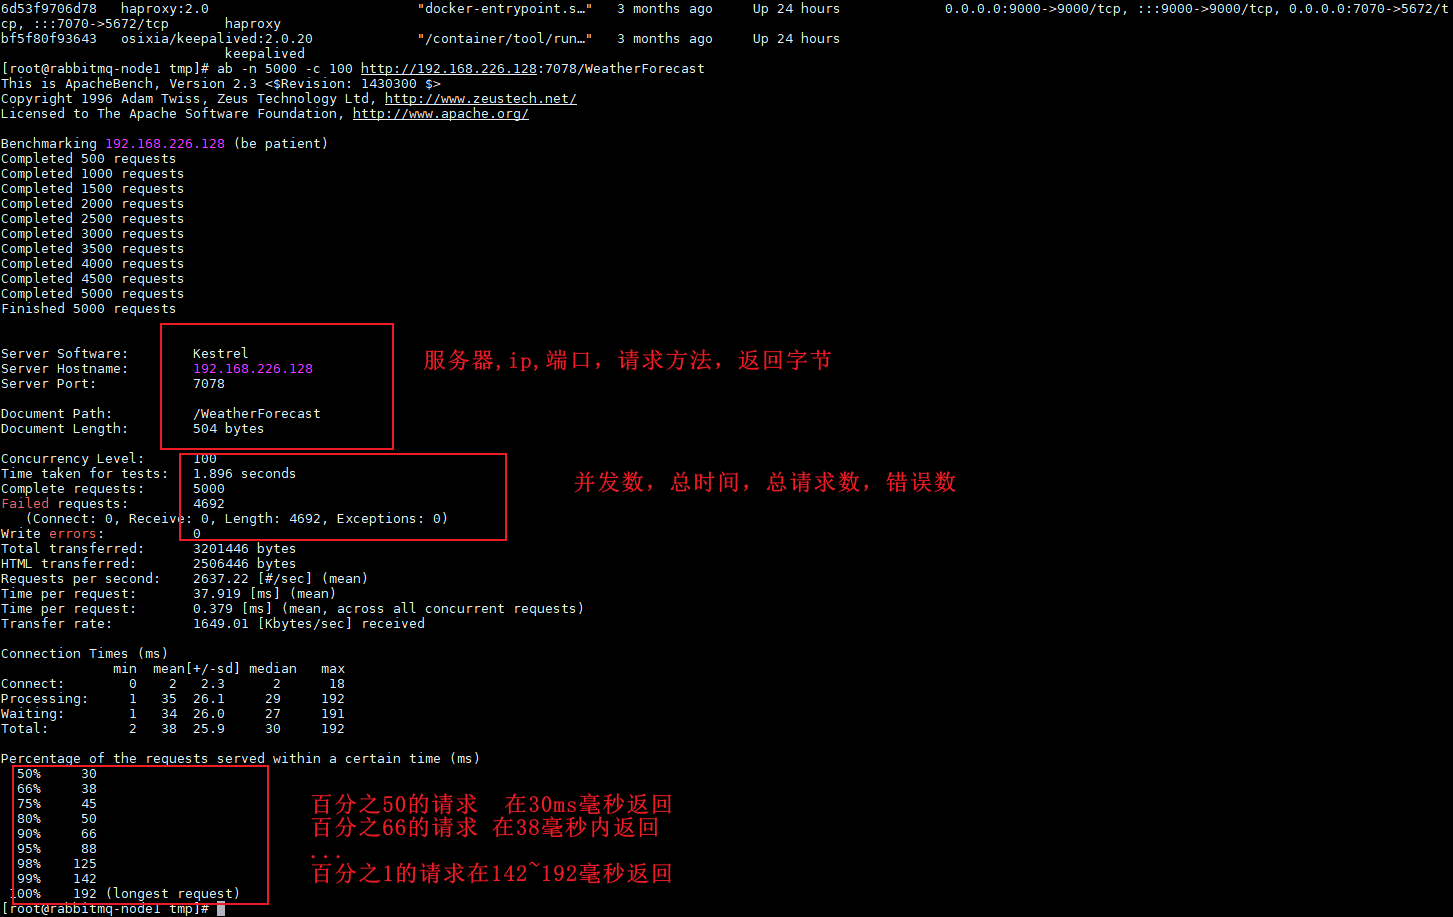 6d53f9706d78   haproxy:2.0                          "docker-entrypoint.s…"   3 months ago     Up 24 hours             0.0.0.0:9000->9000/tcp, :::9000->9000/tcp, 0.0.0.0:7070->5672/t
cp, :::7070->5672/tcp       haproxy
bf5f80f93643   osixia/keepalived:2.0.20             "/container/tool/run…"   3 months ago     Up 24 hours
keepalived
[root@rabbitmq-node1 tmp]# ab -n 5000 -c 100 http://192.168.226.128:7078/WeatherForecast
This is ApacheBench, Version 2.3 <$Revision: 1430300 $>
Copyright 1996 Adam Twiss, Zeus Technology Ltd, http://www.zeustech.net/
Licensed to The Apache Software Foundation, http://www.apache.org/
Benchmarking 192.168.226.128 (be patient)
Completed 500 requests
Completed 1000 requests
Completed 1500 requests
Completed 2000 requests
Completed 2500 requests
Completed 3000 requests
Completed 3500 requests
Completed 4000 requests
Completed 4500 requests
Completed 5000 requests
Finished 5000 requests
Server Software:        Kestrel
服务器,ip,端口，请求方法，返回字节
Server Hostname:        192.168.226.128
Server Port:            7078
Document Path:          /WeatherForecast
Document Length:        504 bytes
Concurrency Level:      100
Time taken for tests:   1.896 seconds
并发数，总时间，总请求数，错误数
Complete requests:      5000
Failed requests:        4692
(Connect: 0, Receive: 0, Length: 4692, Exceptions: 0)
Write errors:           0
Total transferred:      3201446 bytes
HTML transferred:       2506446 bytes
Requests per second:    2637.22 [#/sec] (mean)
Time per request:       37.919 [ms] (mean)
Time per request:       0.379 [ms] (mean, across all concurrent requests)
Transfer rate:          1649.01 [Kbytes/sec] received
Connection Times (ms)
min  mean[+/-sd] median   max
Connect:        0    2   2.3      2      18
Processing:     1   35  26.1     29     192
Waiting:        1   34  26.0     27     191
Total:          2   38  25.9     30     192
Percentage of the requests served within a certain time (ms)
50%     30
66%     38
75%     45
80%     50
90%     66
95%     88
98%    125
99%    142
100%    192 (longest request)
百分之50的请求  在30ms毫秒返回
百分之66的请求 在38毫秒内返回
...
百分之1的请求在142~192毫秒返回
[root@rabbitmq-node1 tmp]#